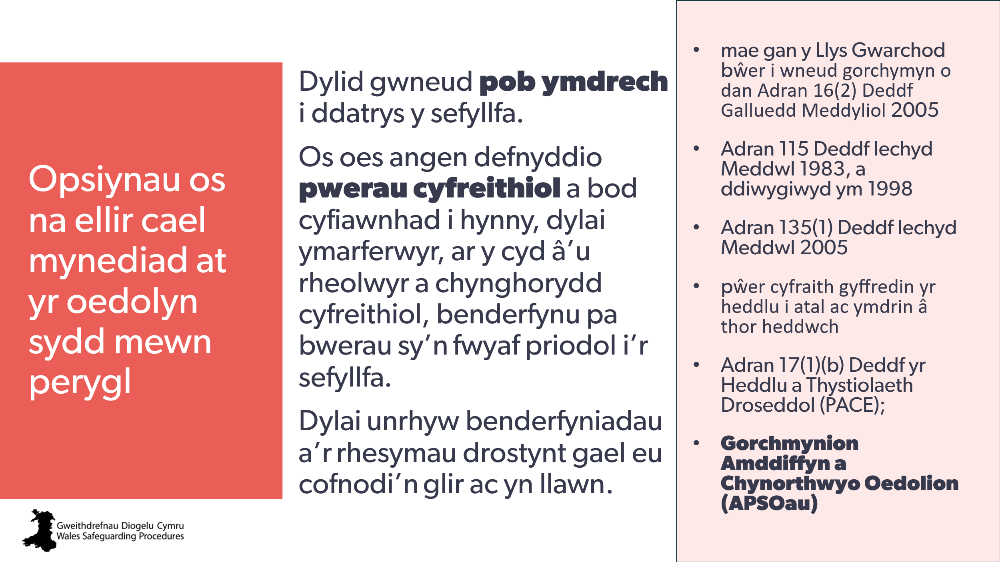 Opsiynau os
na ellir cael
mynediad at
yr oedolyn
sydd mewn
perygl
Dylid gwneud pob ymdrech
i ddatrys y sefyllfa.
Os oes angen defnyddio
pwerau cyfreithiol a bod
cyfiawnhad i hynny, dylai
ymarferwyr, ar y cyd â’u
rheolwyr a chynghorydd
cyfreithiol, benderfynu pa
bwerau sy’n fwyaf priodol i’r
sefyllfa.
Dylai unrhyw benderfyniadau
a’r rhesymau drostynt gael eu
cofnodi’n glir ac yn llawn.
• mae gan y Llys Gwarchod
bŵer i wneud gorchymyn o
dan Adran 16(2) Deddf
Galluedd Meddyliol 2005
• Adran 115 Deddf Iechyd
Meddwl 1983, a
ddiwygiwyd ym 1998
• Adran 135(1) Deddf Iechyd
Meddwl 2005
• pŵer cyfraith gyffredin yr
heddlu i atal ac ymdrin â
thor heddwch
• Adran 17(1)(b) Deddf yr
Heddlu a Thystiolaeth
Droseddol (PACE);
• Gorchmynion
Amddiffyn a
Chynorthwyo Oedolion
(APSOau)
Gweithdrefnau Diogelu Cymru
Wales Safeguarding Procedures